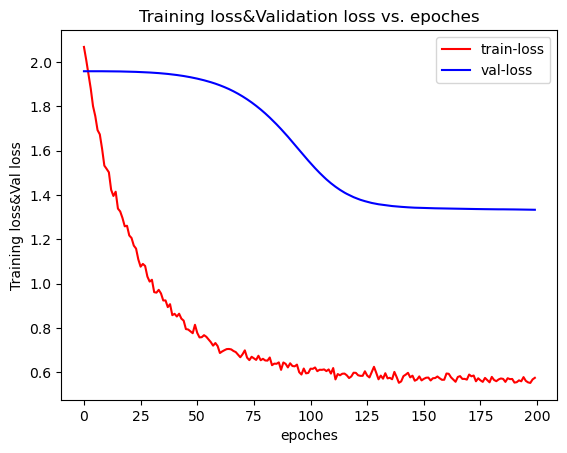 Training loss&Validation loss vs. epoches
train-loss
val-loss
Training loss&Val loss
2.0
1.8
1.6
1.4
1.2
1.0
0.8
0.6
0 25 50 75 100 125 150 175 200
epoches